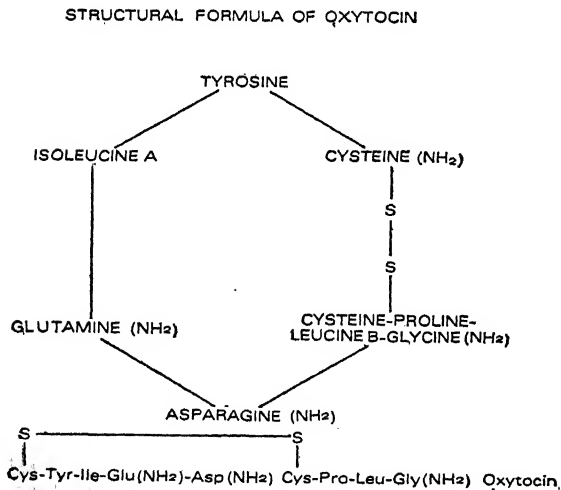 STRUCTURAL FORMULA OF OXYTOCIN
TYROSINE
ISOLEUCINE A CYSTEINE (NH2)
S
S
GLUTAMINE (NH2) CYSTEINE-PROLINE-
LEUCINE B-GLYCINE (NH2)
ASPARAGINE (NH2)
S S
Cys-Tyr-Ile-Glu(NH2)-Asp(NH2) Cys-Pro-Leu-Gly(NH2) Oxytocin